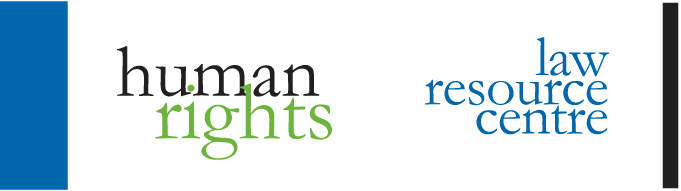 human
rights
law
resource
centre